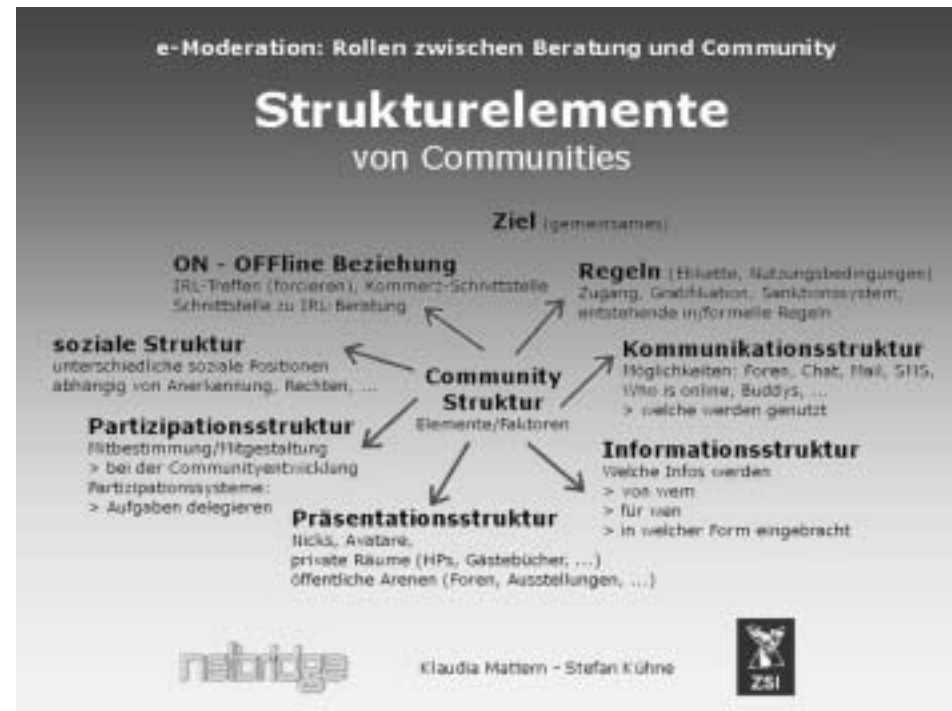 e-Moderation: Rollen zwischen Beratung und Community
Strukturelemente
von Communities
Ziel (gemeinsames)
ON - OFFline Beziehung
IRL-Treffen (forcieren), Kommerz-Schnittstelle
Schnittstelle zu IRL-Beratung
Regeln (Etikette, Nutzungsbedingungen)
Zugang, Gratifikation, Sanktionssystem,
entstehende in/formelle Regeln
soziale Struktur
unterschiedliche soziale Positionen
abhängig von Anerkennung, Rechten, ...
Kommunikationsstruktur
Möglichkeiten: Foren, Chat, Mail, SMS,
Who is online, Buddys, ...
> welche werden genutzt
Community
Struktur
Elemente/Faktoren
Partizipationsstruktur
Mitbestimmung/Mitgestaltung
> bei der Communityentwicklung
Partizipationssysteme:
> Aufgaben delegieren
Informationsstruktur
Welche Infos werden
> von wem
> für wen
> in welcher Form eingebracht
Präsentationsstruktur
Nicks, Avatare,
private Räume (HPs, Gästebücher, ...)
öffentliche Arenen (Foren, Ausstellungen, ...)
netbridge
Klaudia Mattern - Stefan Kühne
ZSI